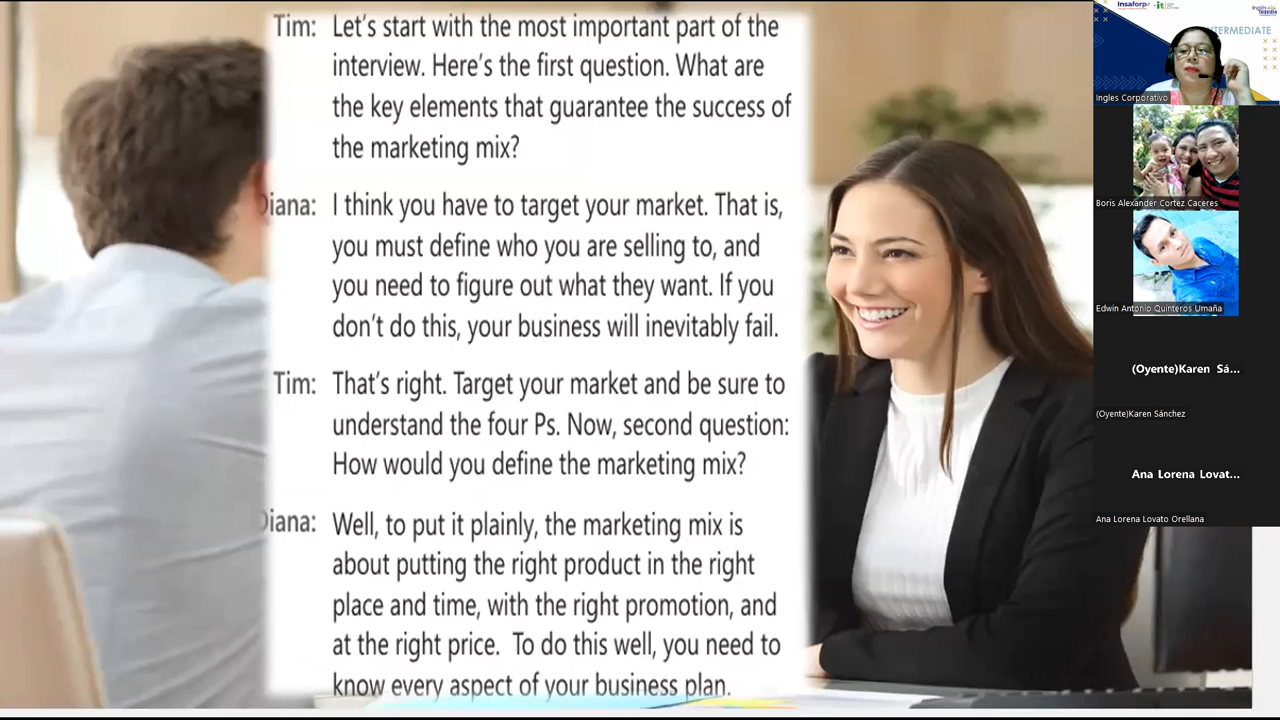 Tim: Let's start with the most important part of the
interview. Here's the first question. What are
the key elements that guarantee the success of
the marketing mix?
Diana: I think you have to target your market. That is,
you must define who you are selling to, and
you need to figure out what they want. If you
don't do this, your business will inevitably fail.
Tim: That's right. Target your market and be sure to
understand the four Ps. Now, second question:
How would you define the marketing mix?
Diana: Well, to put it plainly, the marketing mix is
about putting the right product in the right
place and time, with the right promotion, and
at the right price. To do this well, you need to
know every aspect of your business plan.
Insaforp
it
INTERMEDIATE
Ingles Corporativo
Boris Alexander Cortez Caceres
Edwin Antonio Quinteros Umaña
(Oyente)Karen Sá...
(Oyente)Karen Sánchez
Ana Lorena Lovat...
Ana Lorena Lovato Orellana